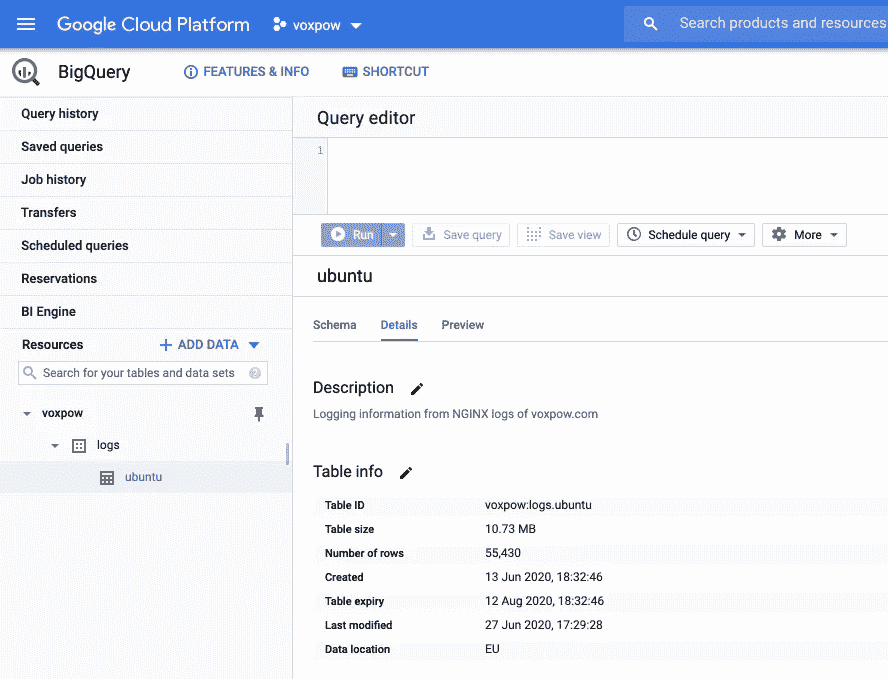 Google Cloud Platform voxpow Search products and resources
BigQuery FEATURES & INFO SHORTCUT
Query history
Saved queries
Job history
Transfers
Scheduled queries
Reservations
BI Engine
Resources ADD DATA
Search for your tables and data sets ?
voxpow
logs
ubuntu
Query editor
1
Run Save query Save view Schedule query More
ubuntu
Schema Details Preview
Description
Logging information from NGINX logs of voxpow.com
Table info
Table ID voxpow:logs.ubuntu
Table size 10.73 MB
Number of rows 55,430
Created 13 Jun 2020, 18:32:46
Table expiry 12 Aug 2020, 18:32:46
Last modified 27 Jun 2020, 17:29:28
Data location EU